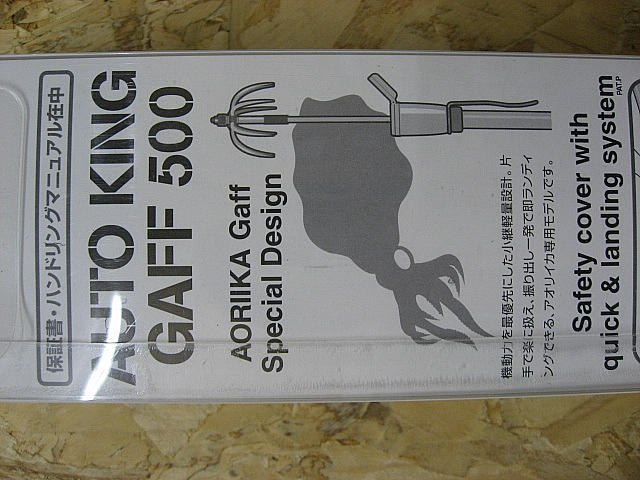 保証書・ハンドリングマニュアル在中
AUTO KING
GAFF 500
AORIIKA Gaff
Special Design
機動力を最優先にした小継軽量設計。片
手で楽に扱え、振り出し一発で即ランディ
ングできる、アオリイカ専用モデルです。
Safety cover with
quick & landing system
PAT.P